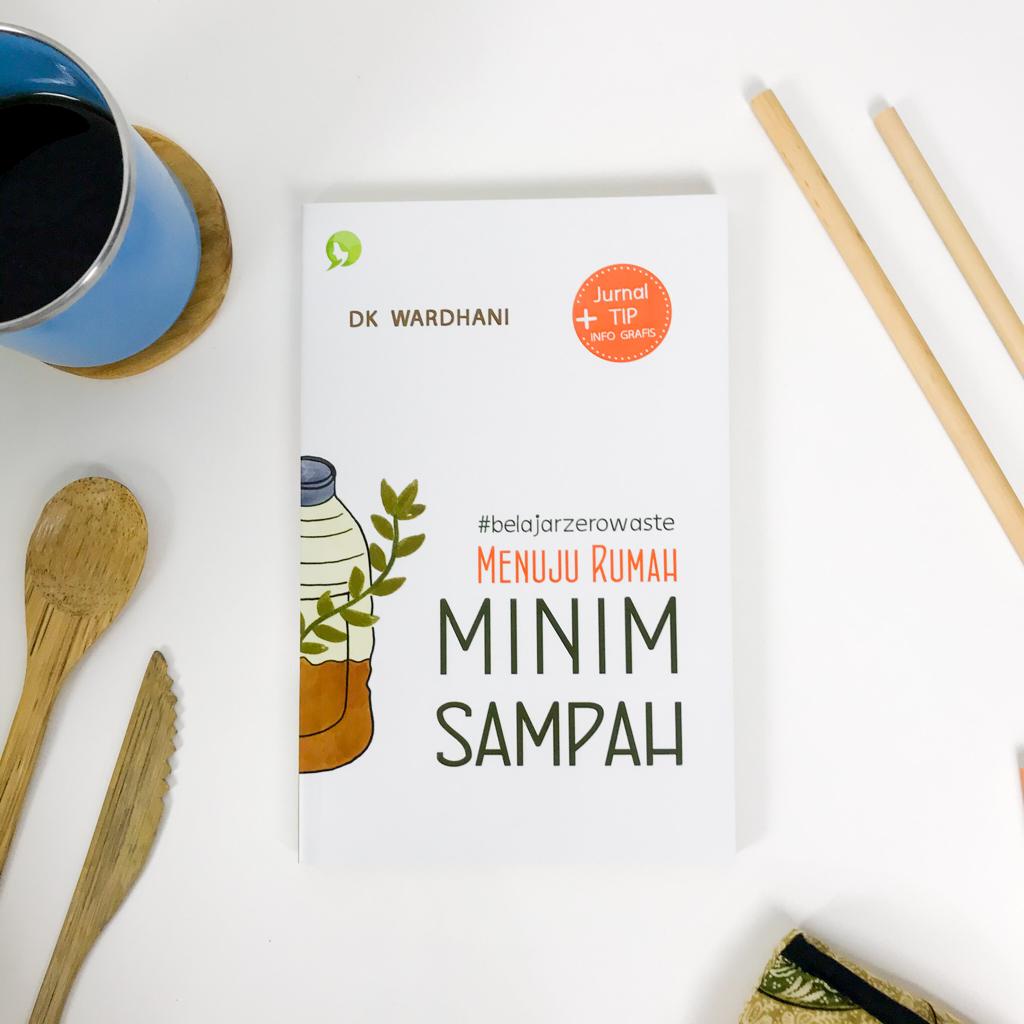 DK WARDHANI
Jurnal
+ TIP
INFO GRAFIS
#belajarzerowaste
MENUJU RUMAH
MINIM
SAMPAH